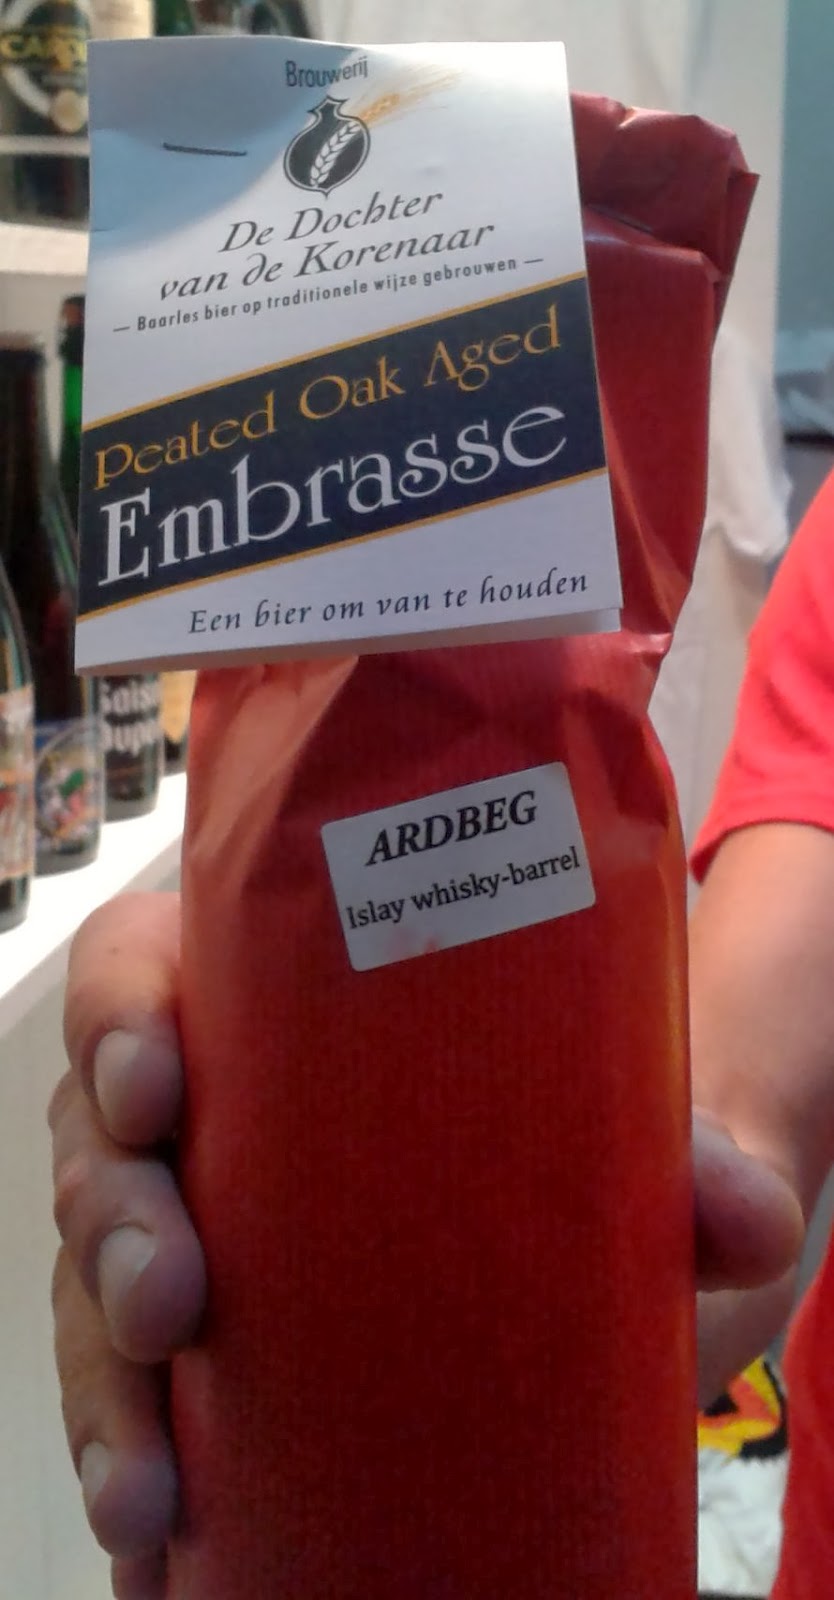 Brouwerij
De Dochter
van de Korenaar
— Baarles bier op traditionele wijze gebrouwen —
Peated Oak Aged
Embrasse
Een bier om van te houden
ARDBEG
Islay whisky-barrel